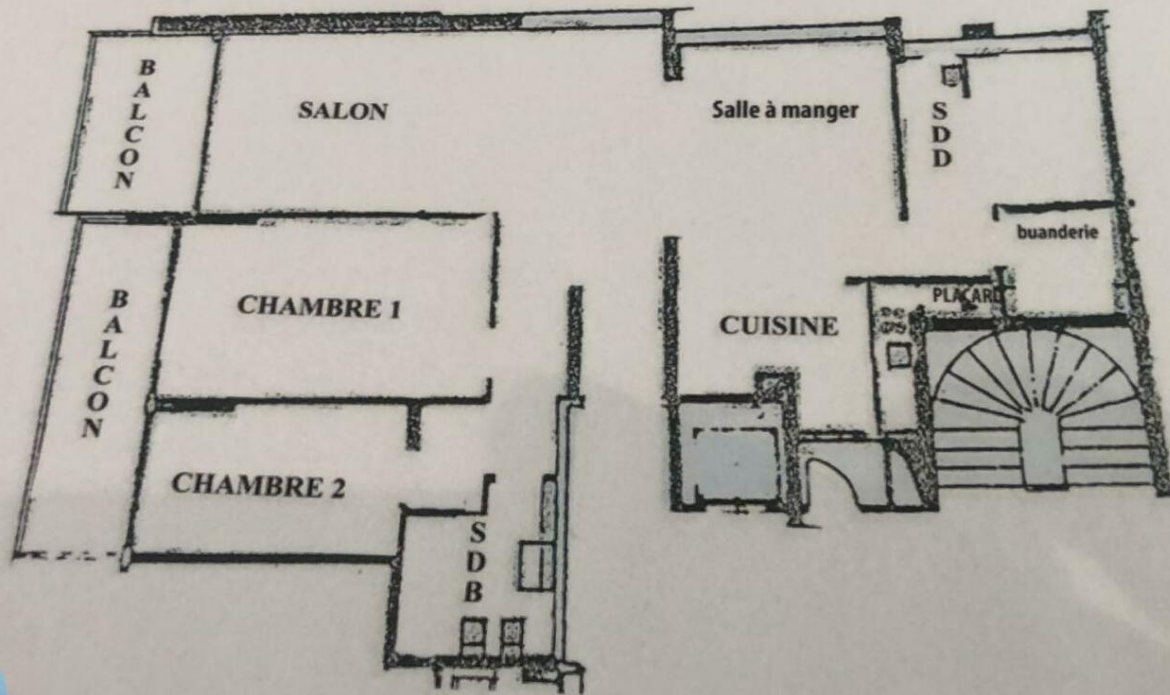 BALCON
SALON
Salle à manger
SDD
buanderie
BALCON
CHAMBRE 1
PLACARD
CUISINE
CHAMBRE 2
SDB